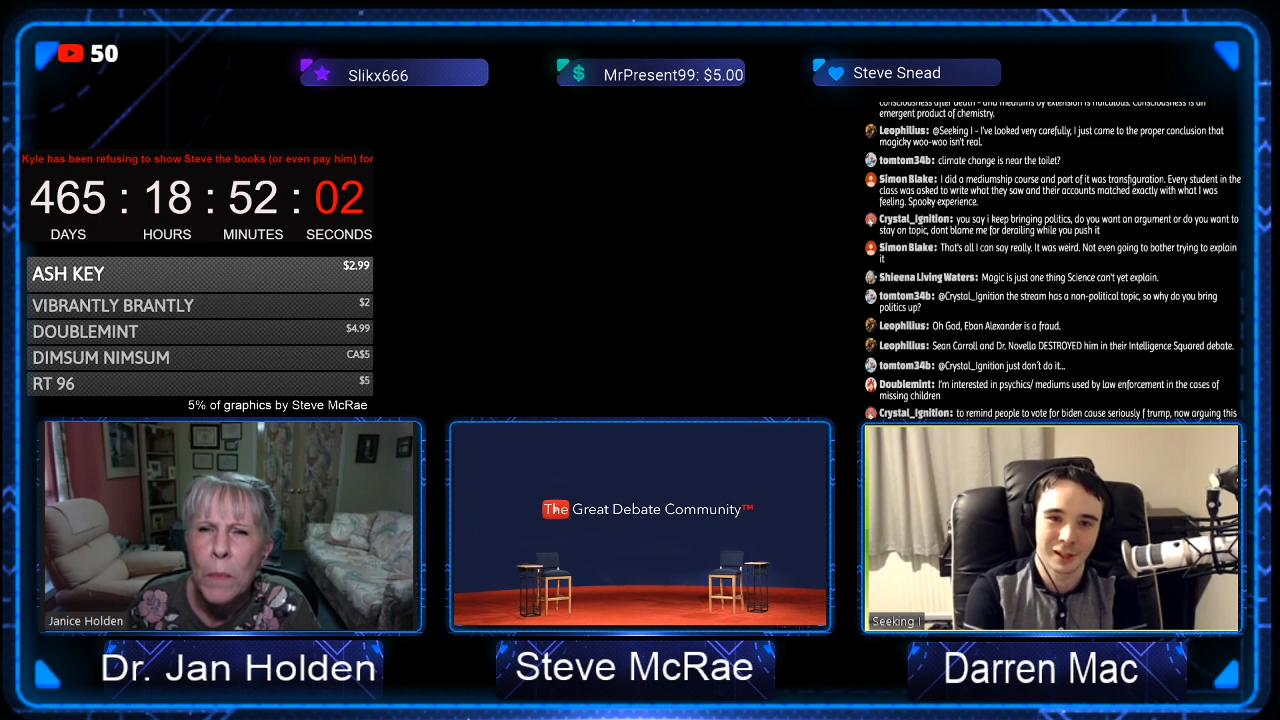 50
Slikx666
MrPresent99: $5.00
Steve Snead
Kyle has been refusing to show Steve the books (or even pay him) for
465 : 18 : 52 : 02
DAYS HOURS MINUTES SECONDS
ASH KEY $2.99
VIBRANTLY BRANTLY $2
DOUBLEMINT $4.99
DIMSUM NIMSUM CA$5
RT 96 $5
5% of graphics by Steve McRae
consciousness after death - and mediums by extension is ridiculous. Consciousness is an
emergent product of chemistry.
Leophilius: @Seeking I - I've looked very carefully, I just came to the proper conclusion that
magicky woo-woo isn't real.
tomtom34b: climate change is near the toilet?
Simon Blake: I did a mediumship course and part of it was transfiguration. Every student in the
class was asked to write what they saw and their accounts matched exactly with what I was
feeling. Spooky experience.
Crystal_Ignition: you say i keep bringing politics, do you want an argument or do you want to
stay on topic, dont blame me for derailing while you push it
Simon Blake: That's all I can say really. It was weird. Not even going to bother trying to explain
it
Shieena Living Waters: Magic is just one thing Science can't yet explain.
tomtom34b: @Crystal_Ignition the stream has a non-political topic, so why do you bring
politics up?
Leophilius: Oh God, Eban Alexander is a fraud.
Leophilius: Sean Carroll and Dr. Novella DESTROYED him in their Intelligence Squared debate.
tomtom34b: @Crystal_Ignition just don't do it...
Doublemint: I'm interested in psychics/ mediums used by law enforcement in the cases of
missing children
Crystal_Ignition: to remind people to vote for biden cause seriously f trump, now arguing this
The Great Debate Community™
Janice Holden
Seeking I
Dr. Jan Holden
Steve McRae
Darren Mac